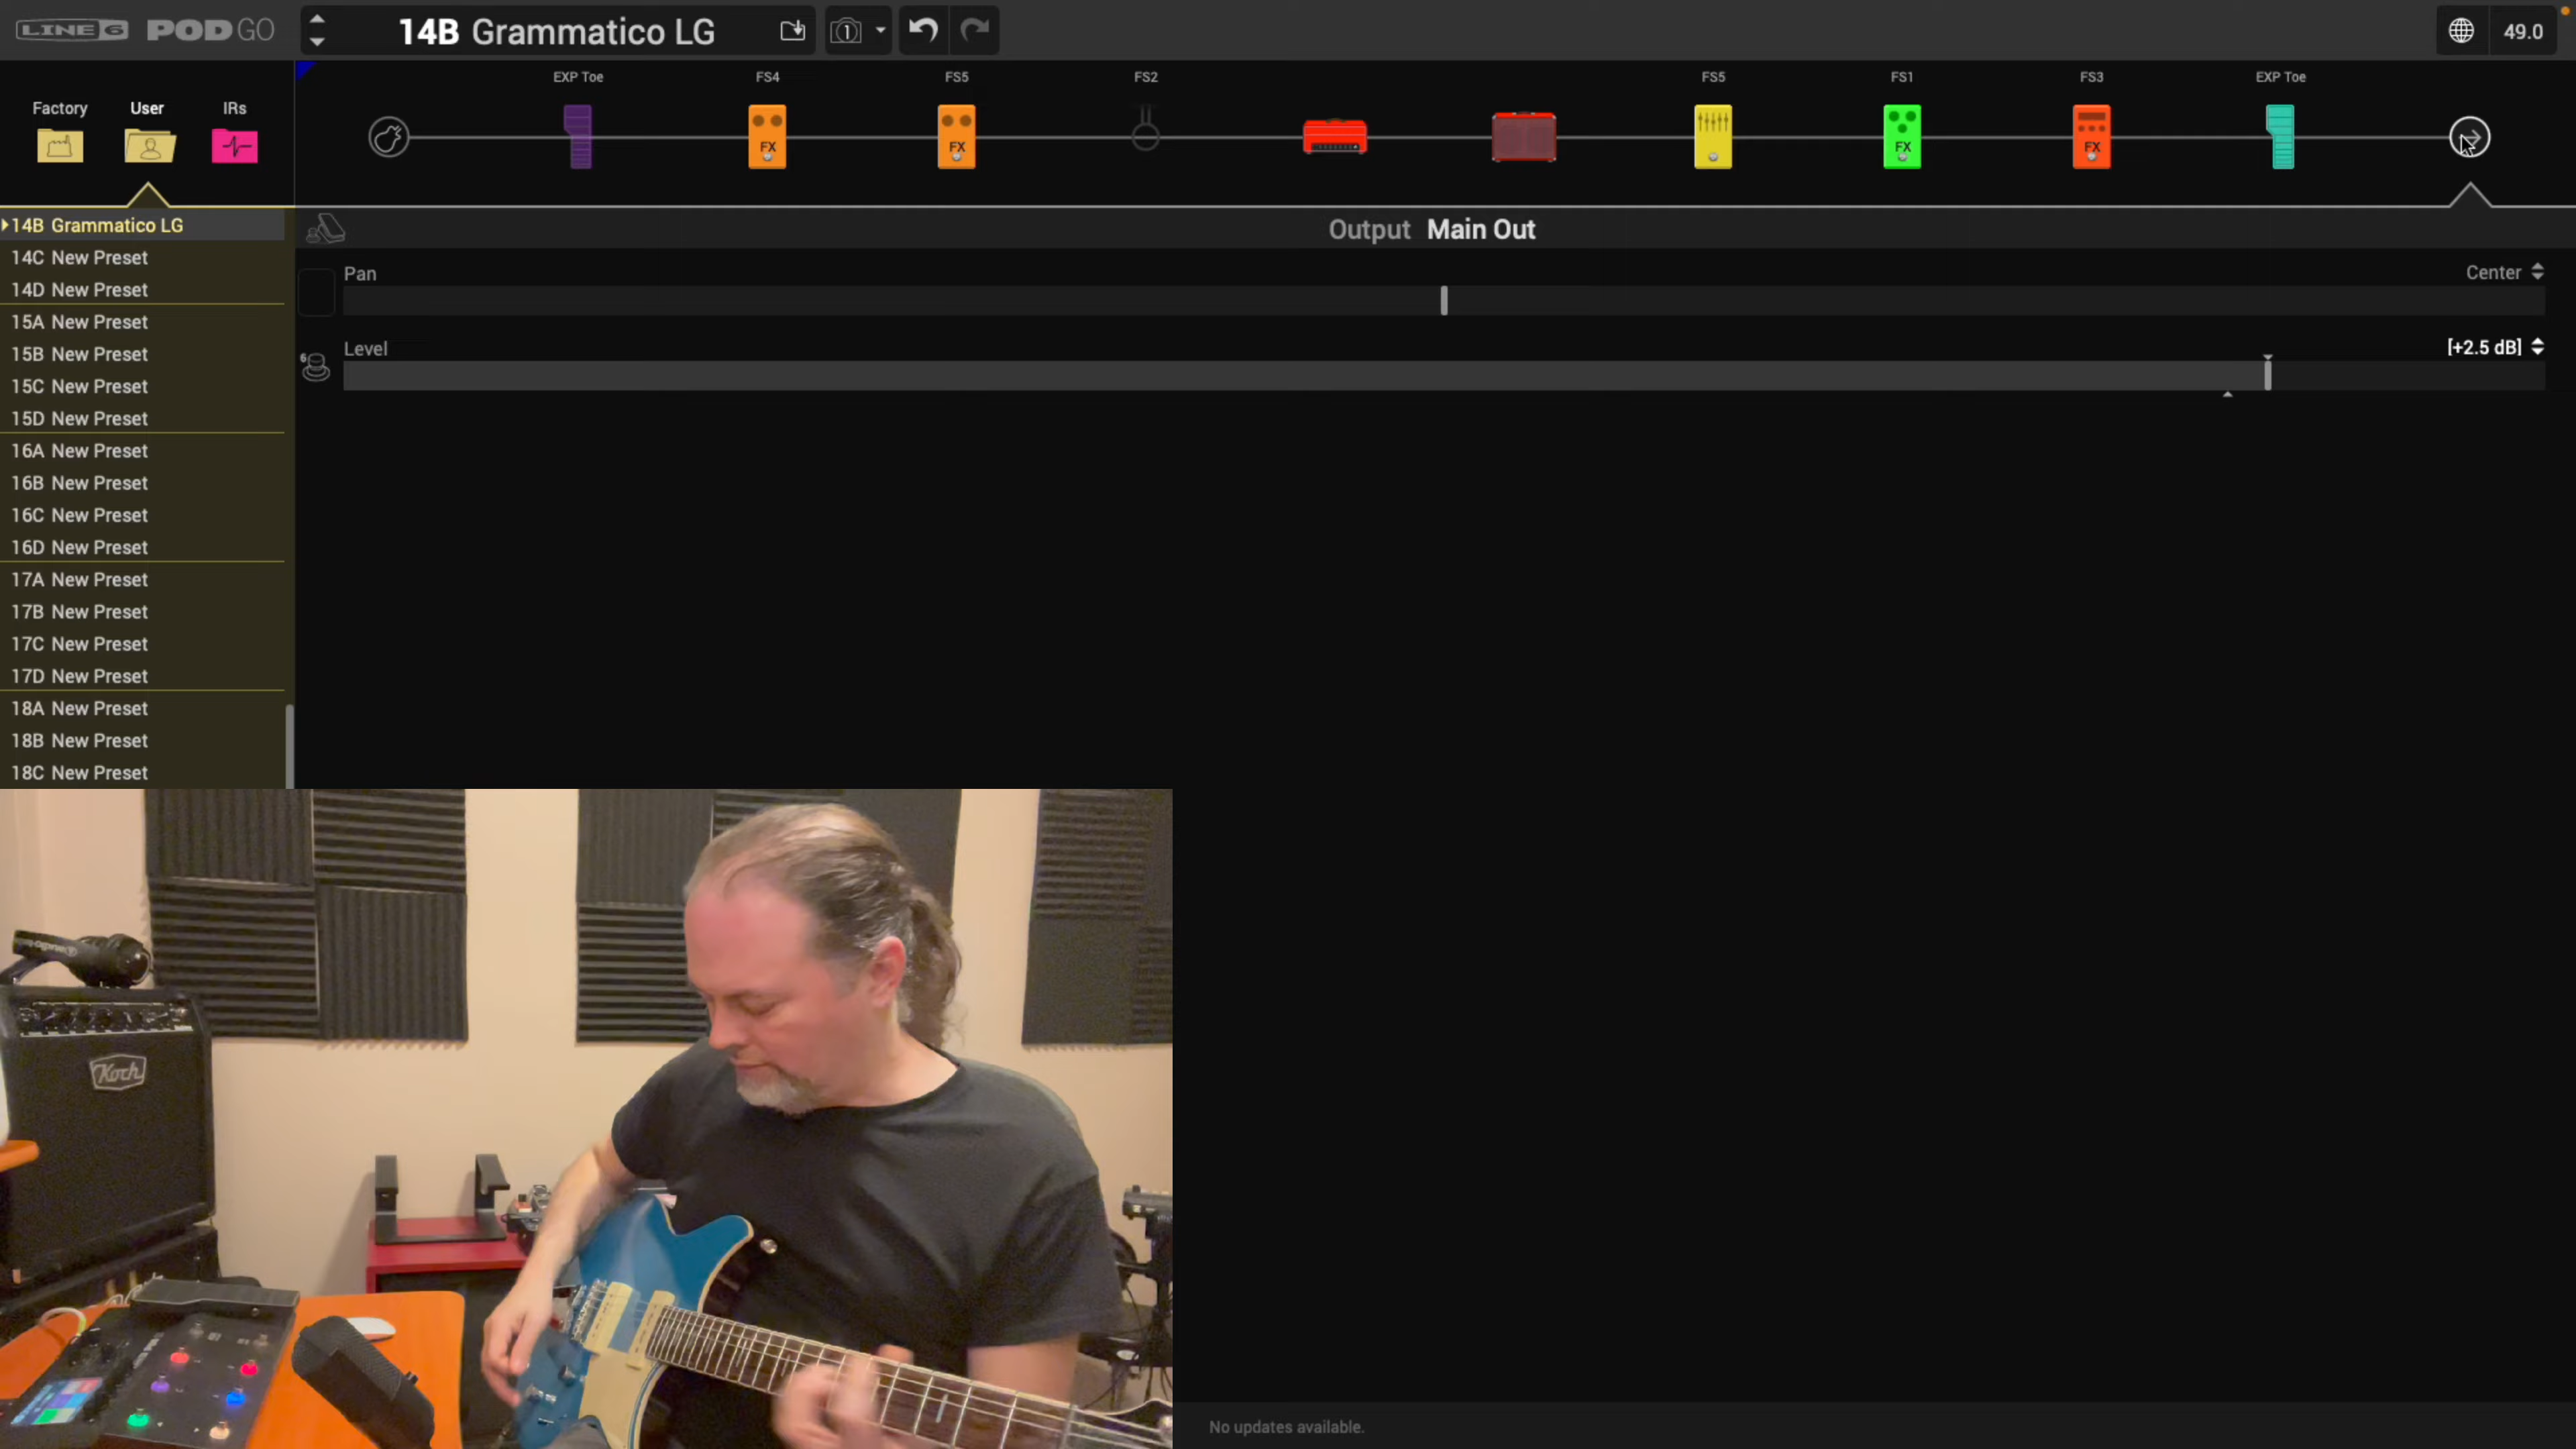 LINE 6 POD GO
14B Grammatico LG
1
49.0
EXP Toe
FS4
FS5
FS2
FS5
FS1
FS3
EXP Toe
Factory
User
IRs
FX
FX
FX
FX
14B Grammatico LG
14C New Preset
14D New Preset
15A New Preset
15B New Preset
15C New Preset
15D New Preset
16A New Preset
16B New Preset
16C New Preset
16D New Preset
17A New Preset
17B New Preset
17C New Preset
17D New Preset
18A New Preset
18B New Preset
18C New Preset
Output Main Out
Pan
Center
Level
[+2.5 dB]
6
Koch
No updates available.